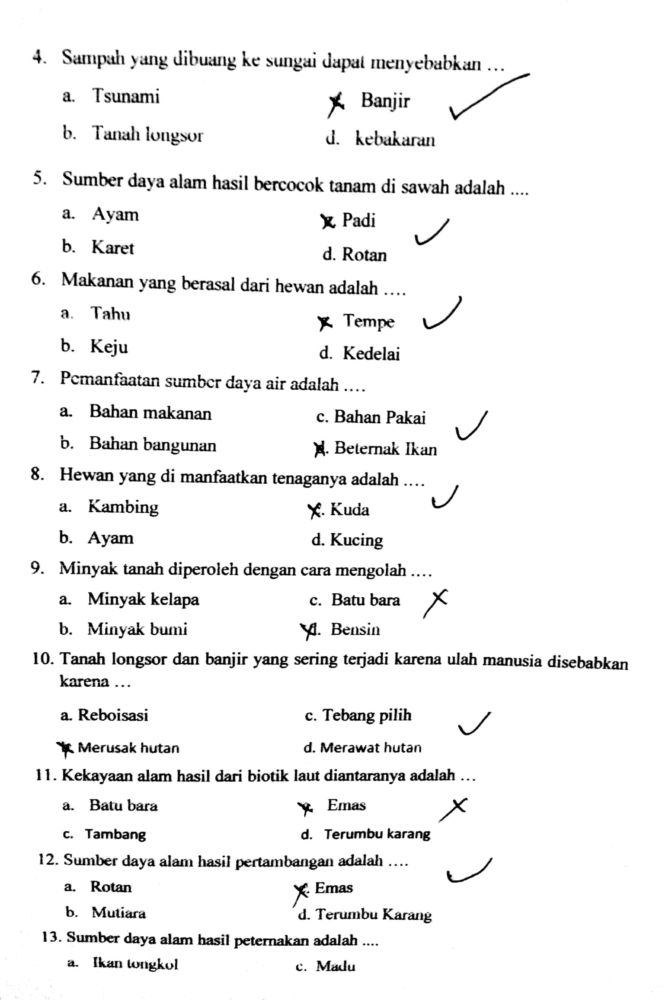 4. Sampah yang dibuang ke sungai dapat menyebabkan ...
a. Tsunami Banjir
b. Tanah longsor d. kebakaran
5. Sumber daya alam hasil bercocok tanam di sawah adalah ....
a. Ayam Padi
b. Karet d. Rotan
6. Makanan yang berasal dari hewan adalah ....
a. Tahu Tempe
b. Keju d. Kedelai
7. Pemanfaatan sumber daya air adalah ....
a. Bahan makanan c. Bahan Pakai
b. Bahan bangunan d. Beternak Ikan
8. Hewan yang di manfaatkan tenaganya adalah ....
a. Kambing c. Kuda
b. Ayam d. Kucing
9. Minyak tanah diperoleh dengan cara mengolah ....
a. Minyak kelapa c. Batu bara
b. Minyak bumi d. Bensin
10. Tanah longsor dan banjir yang sering terjadi karena ulah manusia disebabkan
karena ...
a. Reboisasi c. Tebang pilih
Merusak hutan d. Merawat hutan
11. Kekayaan alam hasil dari biotik laut diantaranya adalah ...
a. Batu bara Emas
c. Tambang d. Terumbu karang
12. Sumber daya alam hasil pertambangan adalah ....
a. Rotan c. Emas
b. Mutiara d. Terumbu Karang
13. Sumber daya alam hasil peternakan adalah ....
a. Ikan tongkol c. Madu